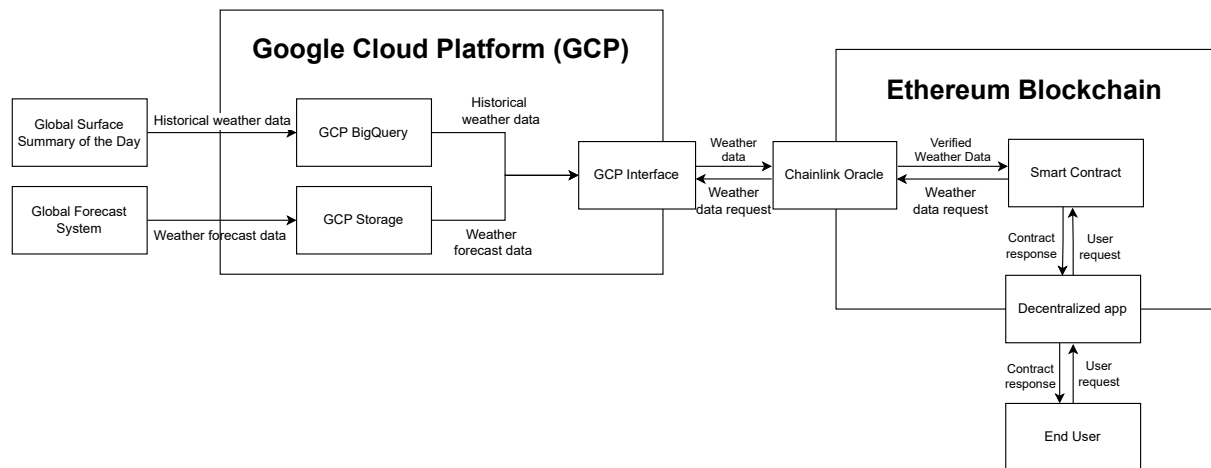 Google Cloud Platform (GCP)
Ethereum Blockchain
Global Surface
Summary of the Day
Historical weather data
GCP BigQuery
Historical
weather data
Global Forecast
System
Weather forecast data
GCP Storage
Weather
forecast data
GCP Interface
Weather
data
Weather
data request
Chainlink Oracle
Verified
Weather Data
Weather
data request
Smart Contract
Contract
response
User
request
Decentralized app
Contract
response
User
request
End User